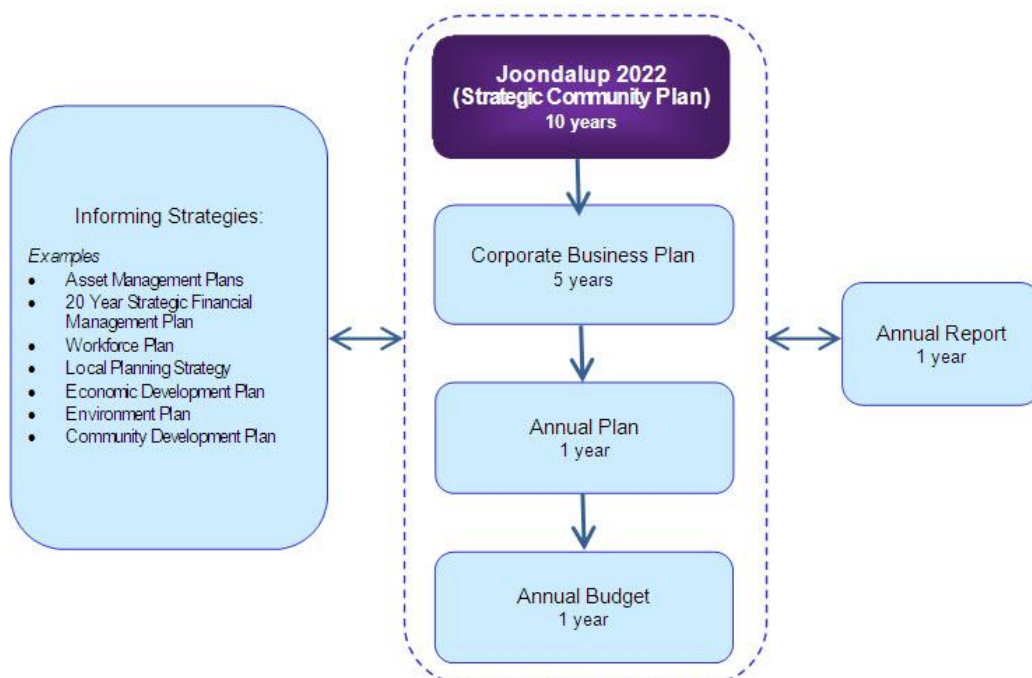 Joondalup 2022
(Strategic Community Plan)
10 years
Informing Strategies:
Examples
• Asset Management Plans
• 20 Year Strategic Financial
Management Plan
• Workforce Plan
• Local Planning Strategy
• Economic Development Plan
• Environment Plan
• Community Development Plan
Corporate Business Plan
5 years
Annual Plan
1 year
Annual Budget
1 year
Annual Report
1 year